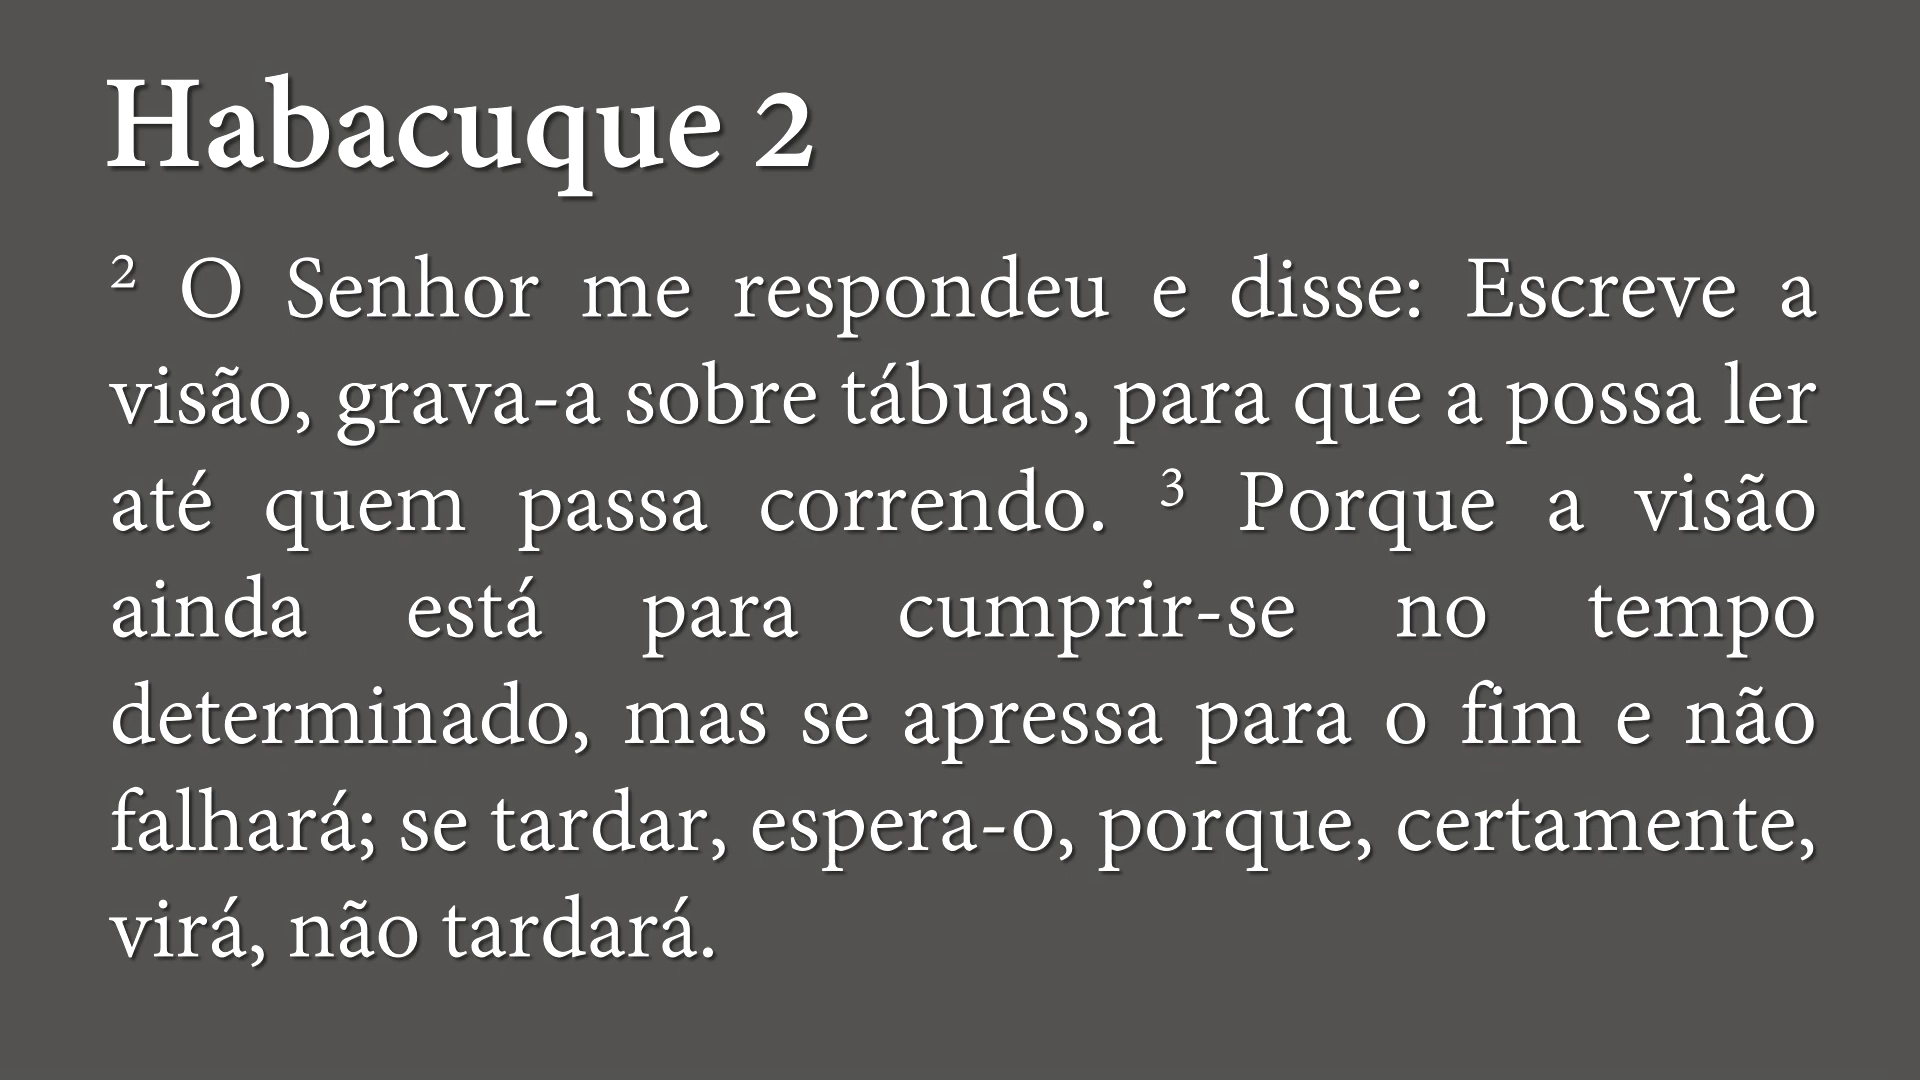 Habacuque 2
² O Senhor me respondeu e disse: Escreve a
visão, grava-a sobre tábuas, para que a possa ler
até quem passa correndo. ³ Porque a visão
ainda está para cumprir-se no tempo
determinado, mas se apressa para o fim e não
falhará; se tardar, espera-o, porque, certamente,
virá, não tardará.